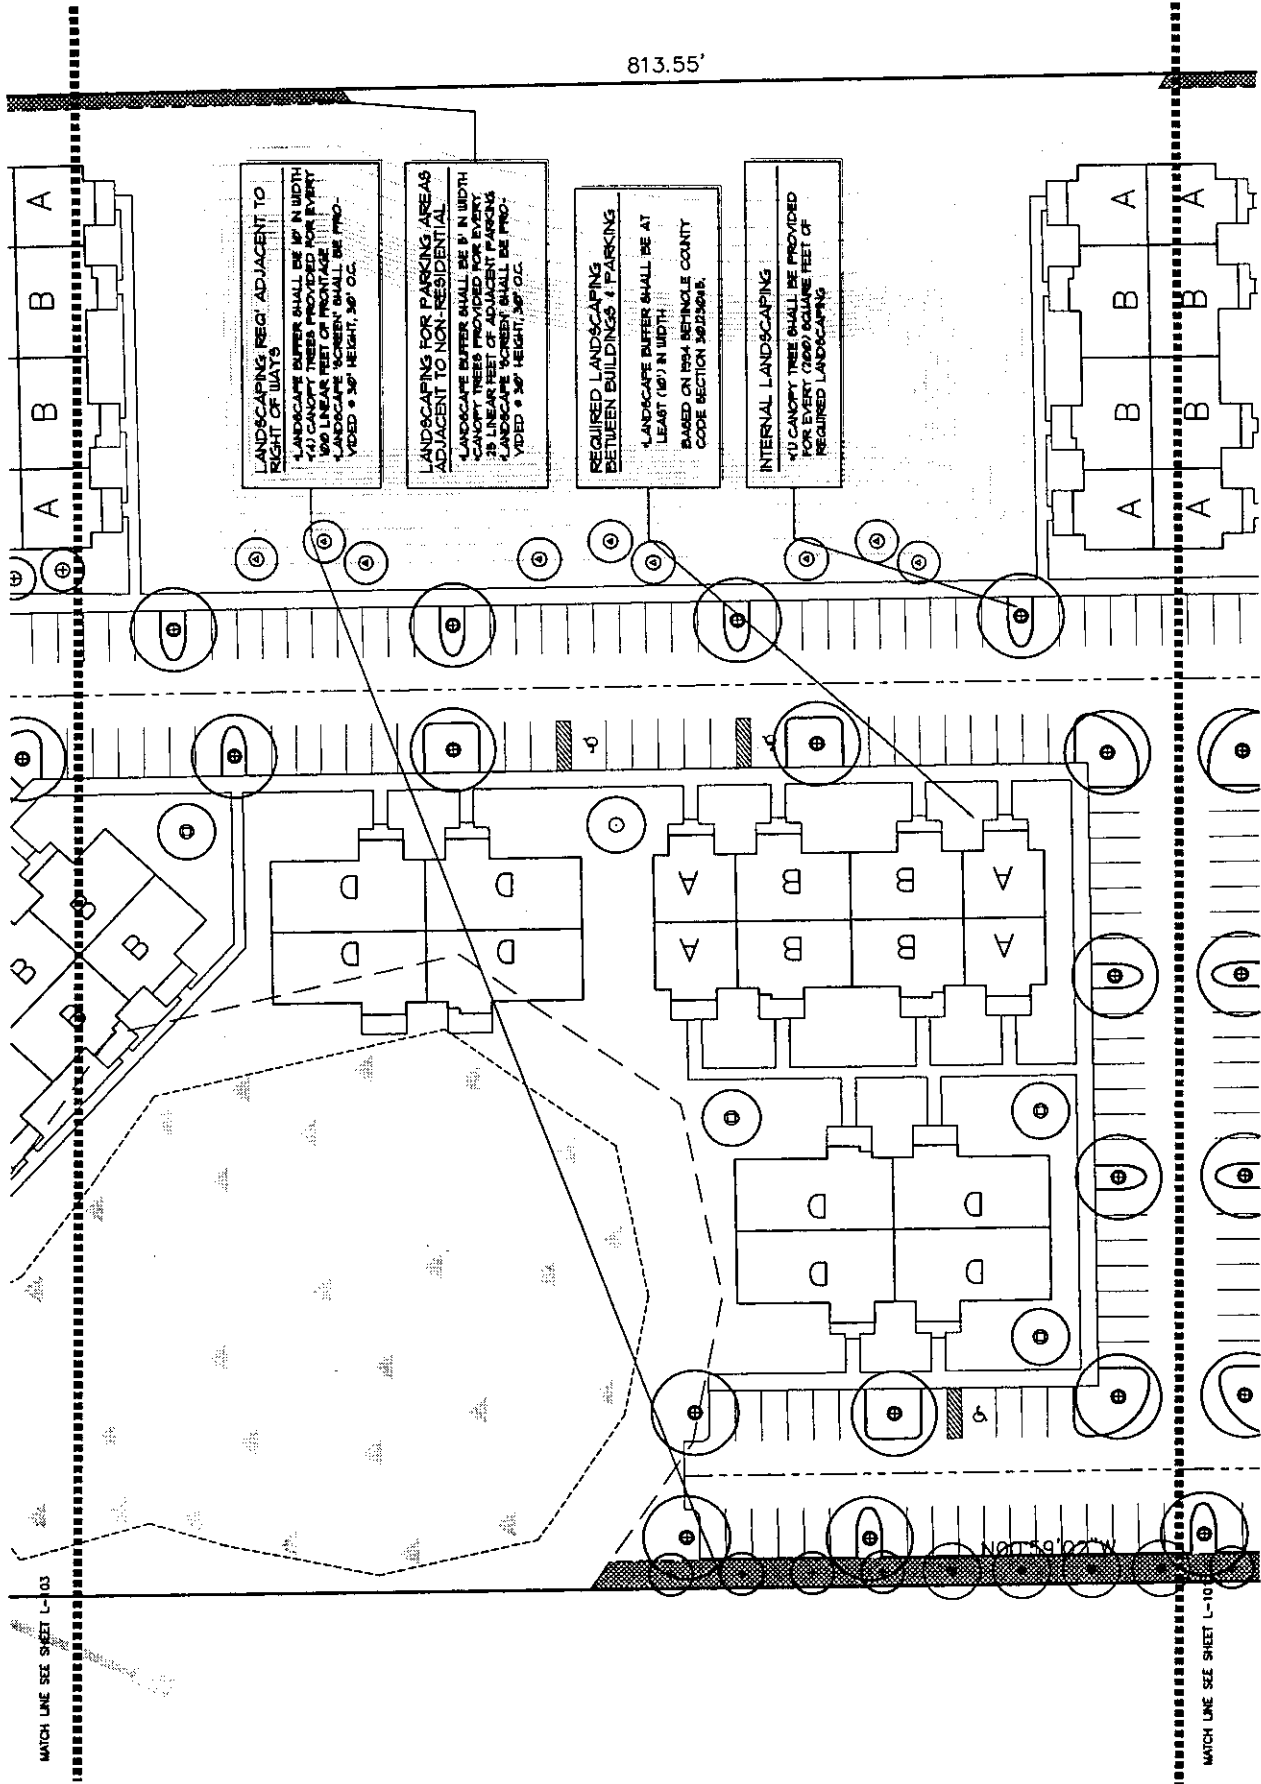 813.55'
LANDSCAPING REQ' ADJACENT TO
RIGHT OF WAYS
*LANDSCAPE BUFFER SHALL BE 10' IN WIDTH
*(4) CANOPY TREES PROVIDED FOR EVERY
100 LINEAR FEET OF FRONTAGE
*LANDSCAPE 'SCREEN' SHALL BE PRO-
VIDED @ 36" HEIGHT, 30" O.C.
LANDSCAPING FOR PARKING AREAS
ADJACENT TO NON-RESIDENTIAL
*LANDSCAPE BUFFER SHALL BE 5' IN WIDTH
*CANOPY TREES PROVIDED FOR EVERY
25 LINEAR FEET OF ADJACENT PARKING
*LANDSCAPE 'SCREEN' SHALL BE PRO-
VIDED @ 36" HEIGHT, 30" O.C.
REQUIRED LANDSCAPING
BETWEEN BUILDINGS & PARKING
*LANDSCAPE BUFFER SHALL BE AT
LEAST (10') IN WIDTH
BASED ON 1994 SEMINOLE COUNTY
CODE SECTION
INTERNAL LANDSCAPING
*(1) CANOPY TREE SHALL BE PROVIDED
FOR EVERY (200) SQUARE FEET OF
REQUIRED LANDSCAPING
A
B
B
A
A
B
B
A
A
B
B
A
B
B
B
B
D
D
D
D
A
B
B
A
A
B
B
A
D
D
D
D
MATCH LINE SEE SHEET L-103
MATCH LINE SEE SHEET L-101